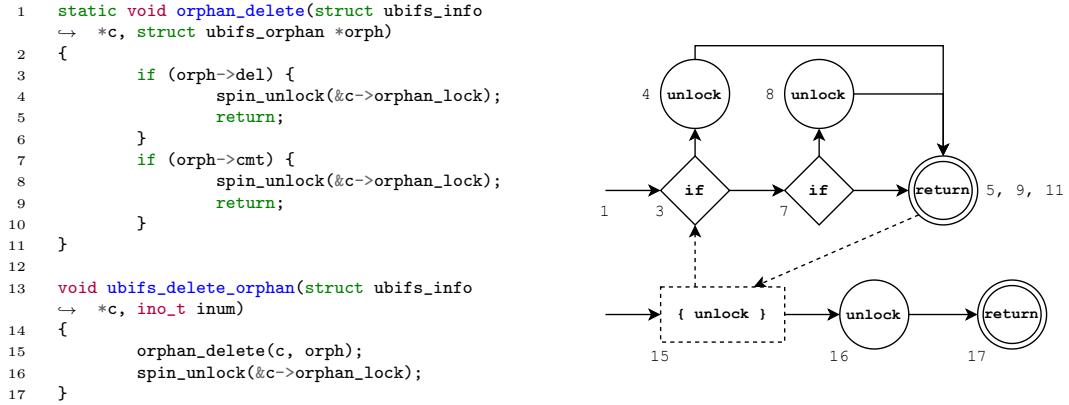 1 static void orphan_delete(struct ubifs_info
↪ *c, struct ubifs_orphan *orph)
2 {
3 if (orph->del) {
4 spin_unlock(&c->orphan_lock);
5 return;
6 }
7 if (orph->cmt) {
8 spin_unlock(&c->orphan_lock);
9 return;
10 }
11 }
12
13 void ubifs_delete_orphan(struct ubifs_info
↪ *c, ino_t inum)
14 {
15 orphan_delete(c, orph);
16 spin_unlock(&c->orphan_lock);
17 }
4 unlock 8 unlock
if if return 5, 9, 11
1 3 7
{ unlock } unlock return
15 16 17